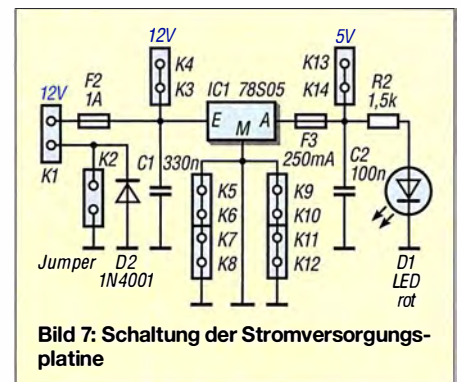 12V
5V
K4
K3
K13
K14
F2
1A
IC1 78S05
R2
1,5k
12V
E M A
F3
250mA
K1
K2
C1 330n
C2
100n
K5
K6
K7
K8
K9
K10
K11
K12
Jumper
D2
1N4001
D1
LED
rot
Bild 7: Schaltung der Stromversorgungs-
platine